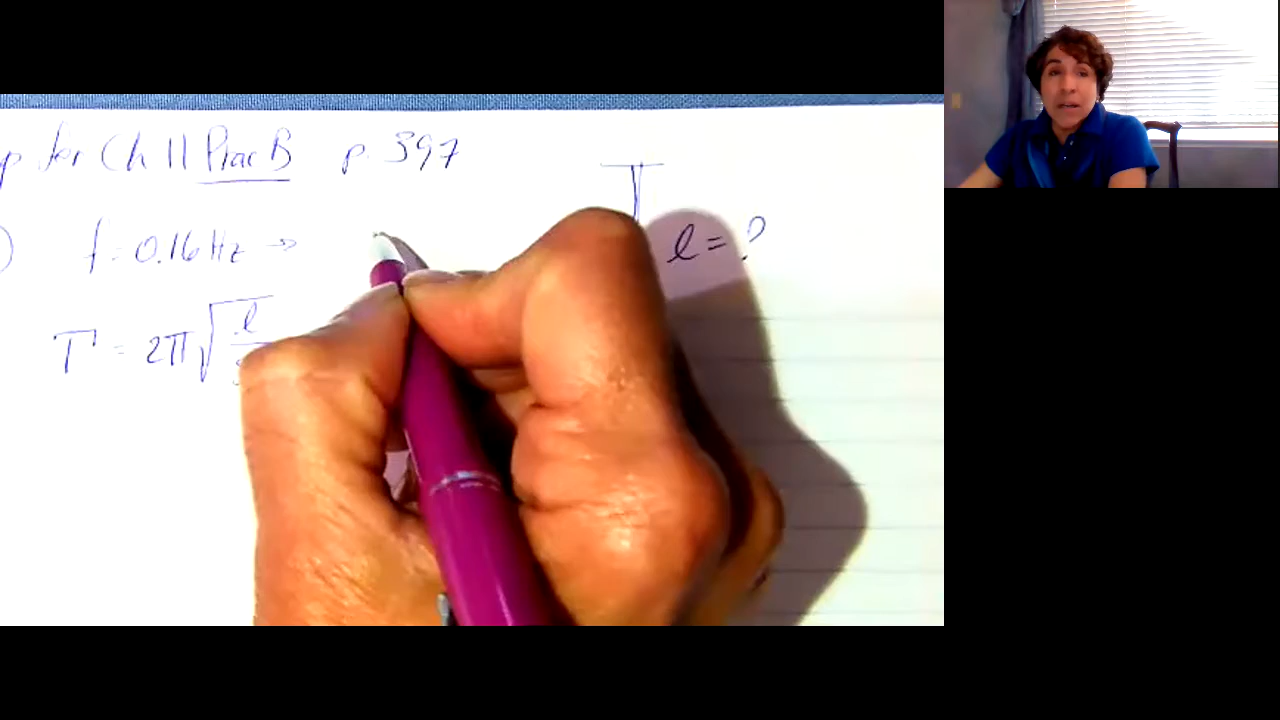 for Ch 11 Prac B p. 397
f = 0.16 Hz →
l = ?
T = 2π√l